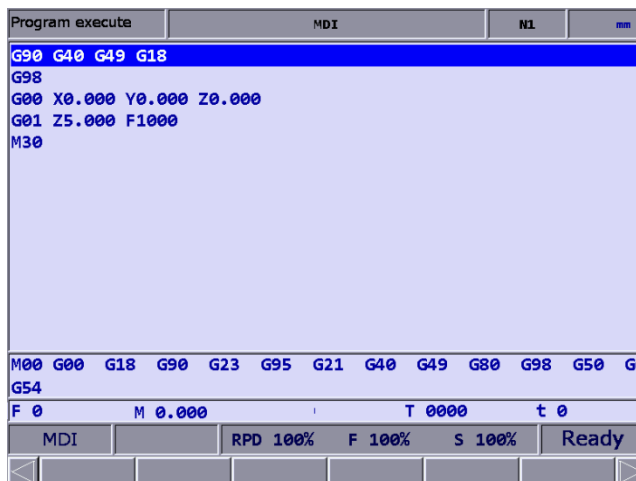 Program execute MDI N1 mm
G90 G40 G49 G18
G98
G00 X0.000 Y0.000 Z0.000
G01 Z5.000 F1000
M30
M00 G00 G18 G90 G23 G95 G21 G40 G49 G80 G98 G50 G
G54
F 0 M 0.000 T 0000 t 0
MDI RPD 100% F 100% S 100% Ready